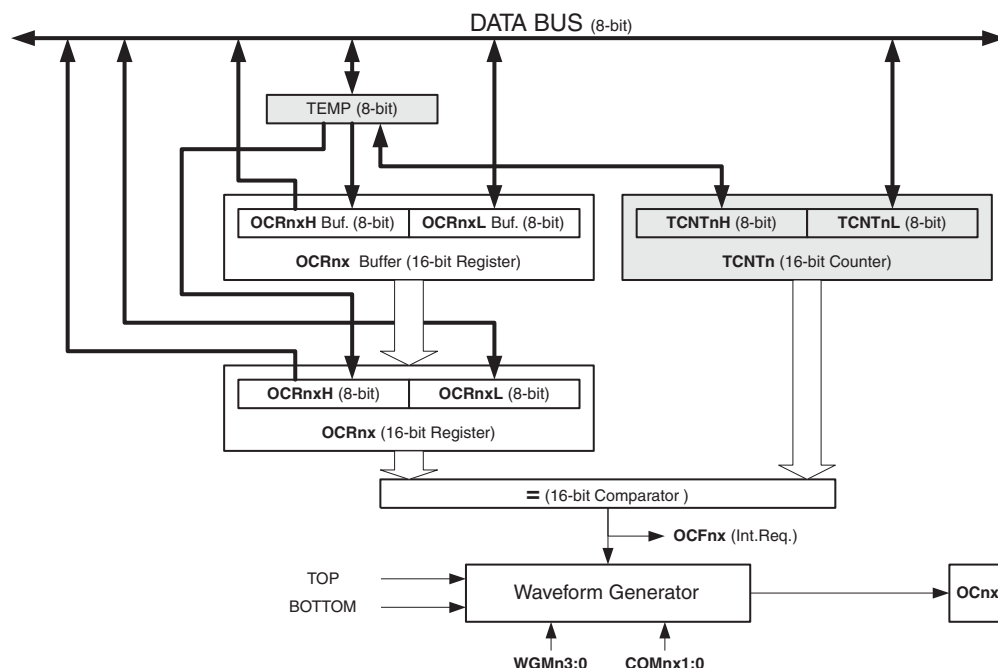 DATA BUS (8-bit)
TEMP (8-bit)
OCRnxH Buf. (8-bit) OCRnxL Buf. (8-bit)
OCRnx Buffer (16-bit Register)
TCNTnH (8-bit) TCNTnL (8-bit)
TCNTn (16-bit Counter)
OCRnxH (8-bit) OCRnxL (8-bit)
OCRnx (16-bit Register)
= (16-bit Comparator )
OCFnx (Int.Req.)
TOP
BOTTOM
Waveform Generator
OCnx
WGMn3:0 COMnx1:0